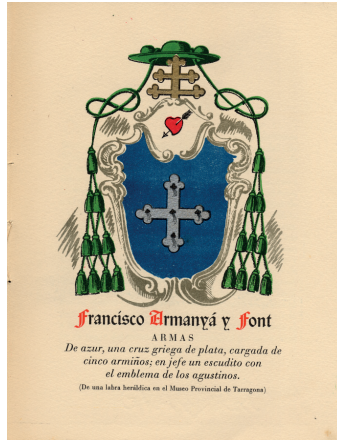 Francisco Armanyá y Font
ARMAS
De azur, una cruz griega de plata, cargada de
cinco armiños; en jefe un escudito con
el emblema de los agustinos.
(De una labra heráldica en el Museo Provincial de Tarragona)